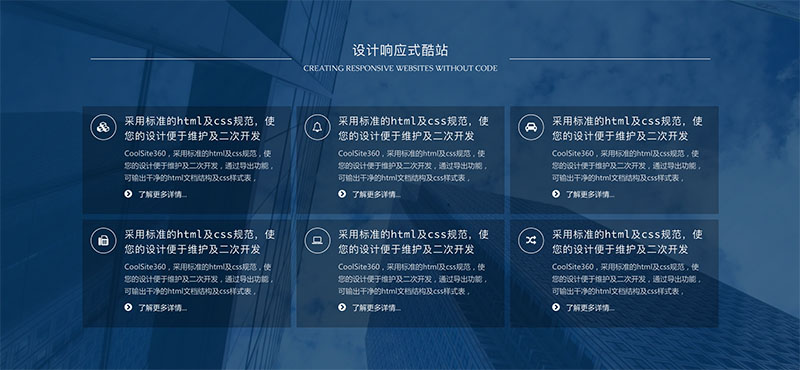 设计响应式酷站
CREATING RESPONSIVE WEBSITES WITHOUT CODE
采用标准的html及css规范，使
您的设计便于维护及二次开发
CoolSite360，采用标准的html及css规范，使
您的设计便于维护及二次开发，通过导出功能，
可输出干净的html文档结构及css样式表，
了解更多详情...
采用标准的html及css规范，使
您的设计便于维护及二次开发
CoolSite360，采用标准的html及css规范，使
您的设计便于维护及二次开发，通过导出功能，
可输出干净的html文档结构及css样式表，
了解更多详情...
采用标准的html及css规范，使
您的设计便于维护及二次开发
CoolSite360，采用标准的html及css规范，使
您的设计便于维护及二次开发，通过导出功能，
可输出干净的html文档结构及css样式表，
了解更多详情...
采用标准的html及css规范，使
您的设计便于维护及二次开发
CoolSite360，采用标准的html及css规范，使
您的设计便于维护及二次开发，通过导出功能，
可输出干净的html文档结构及css样式表，
了解更多详情...
采用标准的html及css规范，使
您的设计便于维护及二次开发
CoolSite360，采用标准的html及css规范，使
您的设计便于维护及二次开发，通过导出功能，
可输出干净的html文档结构及css样式表，
了解更多详情...
采用标准的html及css规范，使
您的设计便于维护及二次开发
CoolSite360，采用标准的html及css规范，使
您的设计便于维护及二次开发，通过导出功能，
可输出干净的html文档结构及css样式表，
了解更多详情...